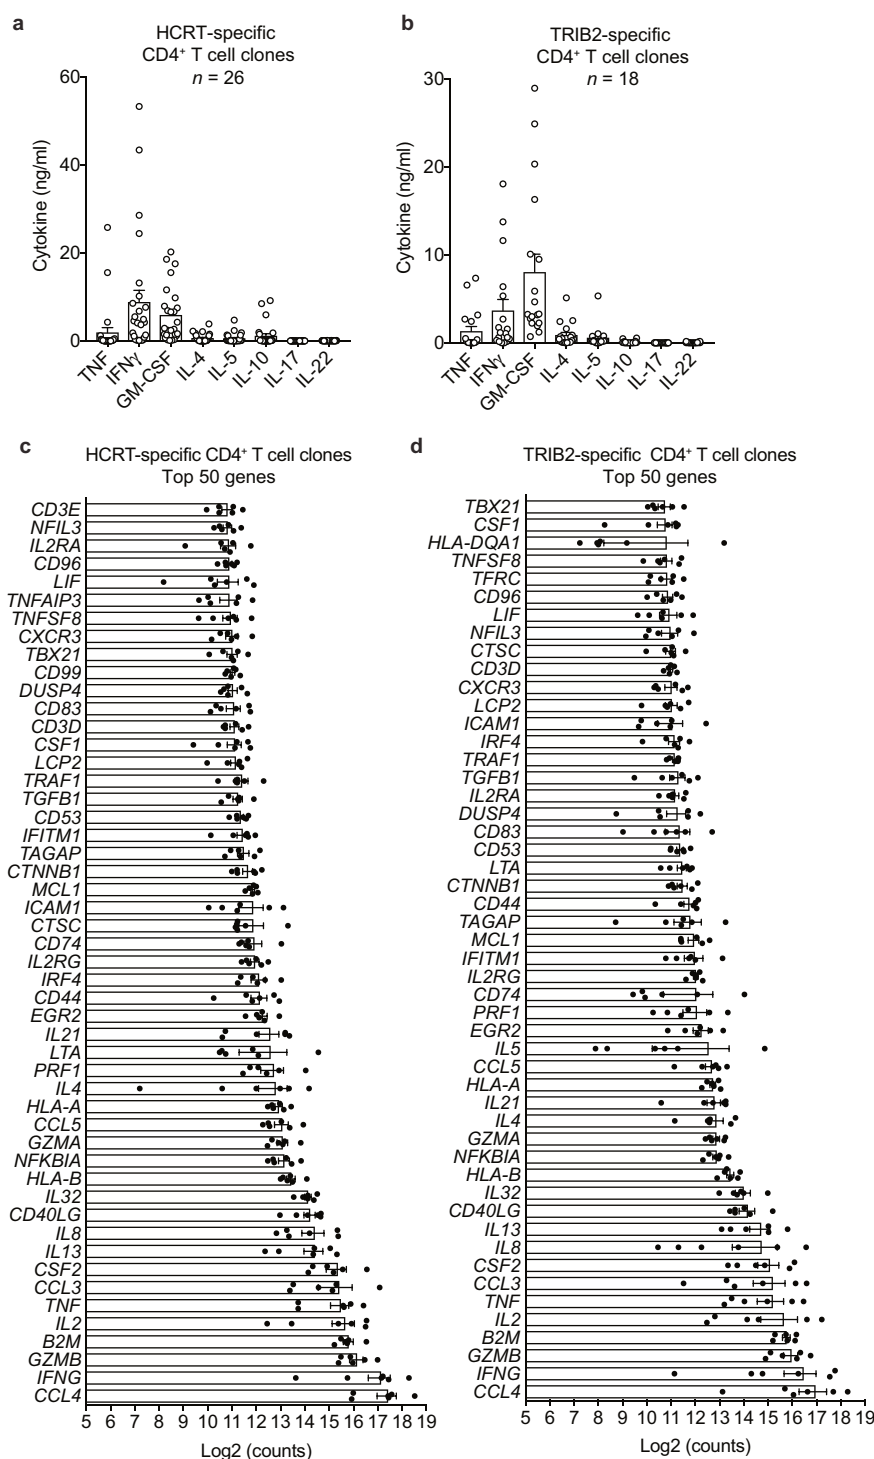 a
HCRT-specific
CD4⁺ T cell clones
n = 26
Cytokine (ng/ml)
60
40
20
0
TNF
IFNγ
GM-CSF
IL-4
IL-5
IL-10
IL-17
IL-22
b
TRIB2-specific
CD4⁺ T cell clones
n = 18
Cytokine (ng/ml)
30
20
10
0
TNF
IFNγ
GM-CSF
IL-4
IL-5
IL-10
IL-17
IL-22
c
HCRT-specific CD4⁺ T cell clones
Top 50 genes
CD3E
NFIL3
IL2RA
CD96
LIF
TNFAIP3
TNFSF8
CXCR3
TBX21
CD99
DUSP4
CD83
CD3D
CSF1
LCP2
TRAF1
TGFB1
CD53
IFITM1
TAGAP
CTNNB1
MCL1
ICAM1
CTSC
CD74
IL2RG
IRF4
CD44
EGR2
IL21
LTA
PRF1
IL4
HLA-A
CCL5
GZMA
NFKBIA
HLA-B
IL32
CD40LG
IL8
IL13
CSF2
CCL3
TNF
IL2
B2M
GZMB
IFNG
CCL4
5 6 7 8 9 10 11 12 13 14 15 16 17 18 19
Log2 (counts)
d
TRIB2-specific CD4⁺ T cell clones
Top 50 genes
TBX21
CSF1
HLA-DQA1
TNFSF8
TFRC
CD96
LIF
NFIL3
CTSC
CD3D
CXCR3
LCP2
ICAM1
IRF4
TRAF1
TGFB1
IL2RA
DUSP4
CD83
CD53
LTA
CTNNB1
CD44
TAGAP
MCL1
IFITM1
IL2RG
CD74
PRF1
EGR2
IL5
CCL5
HLA-A
IL21
IL4
GZMA
NFKBIA
HLA-B
IL32
CD40LG
IL13
IL8
CSF2
CCL3
TNF
IL2
B2M
GZMB
IFNG
CCL4
5 6 7 8 9 10 11 12 13 14 15 16 17 18 19
Log2 (counts)